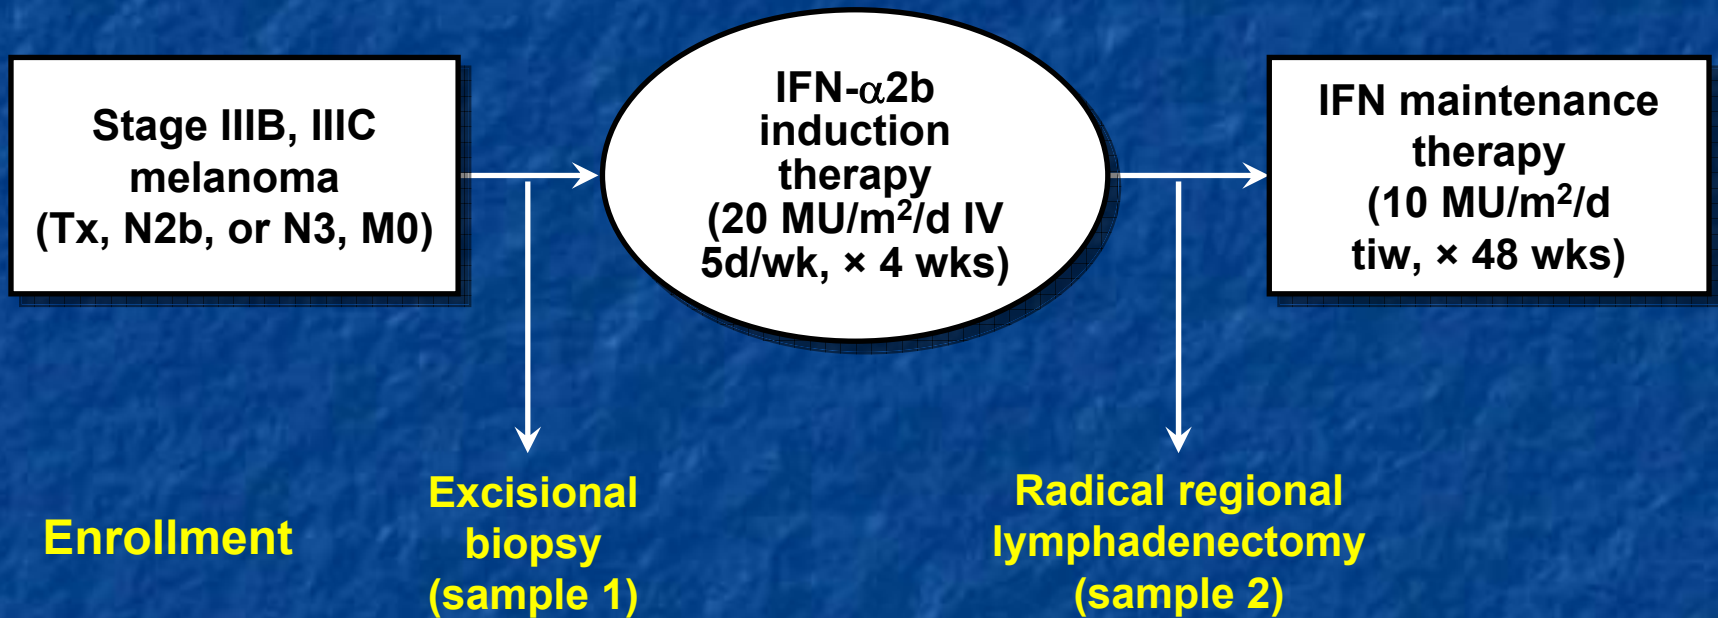 Stage IIIB, IIIC
melanoma
(Tx, N2b, or N3, M0)
IFN-α2b
induction
therapy
(20 MU/m²/d IV
5d/wk, × 4 wks)
IFN maintenance
therapy
(10 MU/m²/d
tiw, × 48 wks)
Enrollment
Excisional
biopsy
(sample 1)
Radical regional
lymphadenectomy
(sample 2)